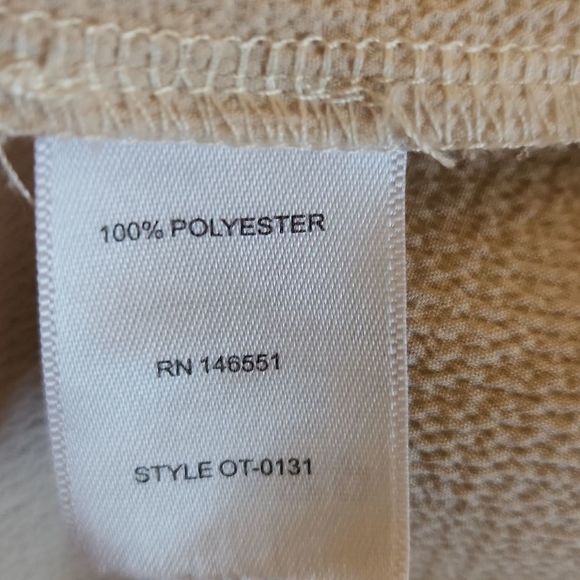 100% POLYESTER
RN 146551
STYLE OT-0131